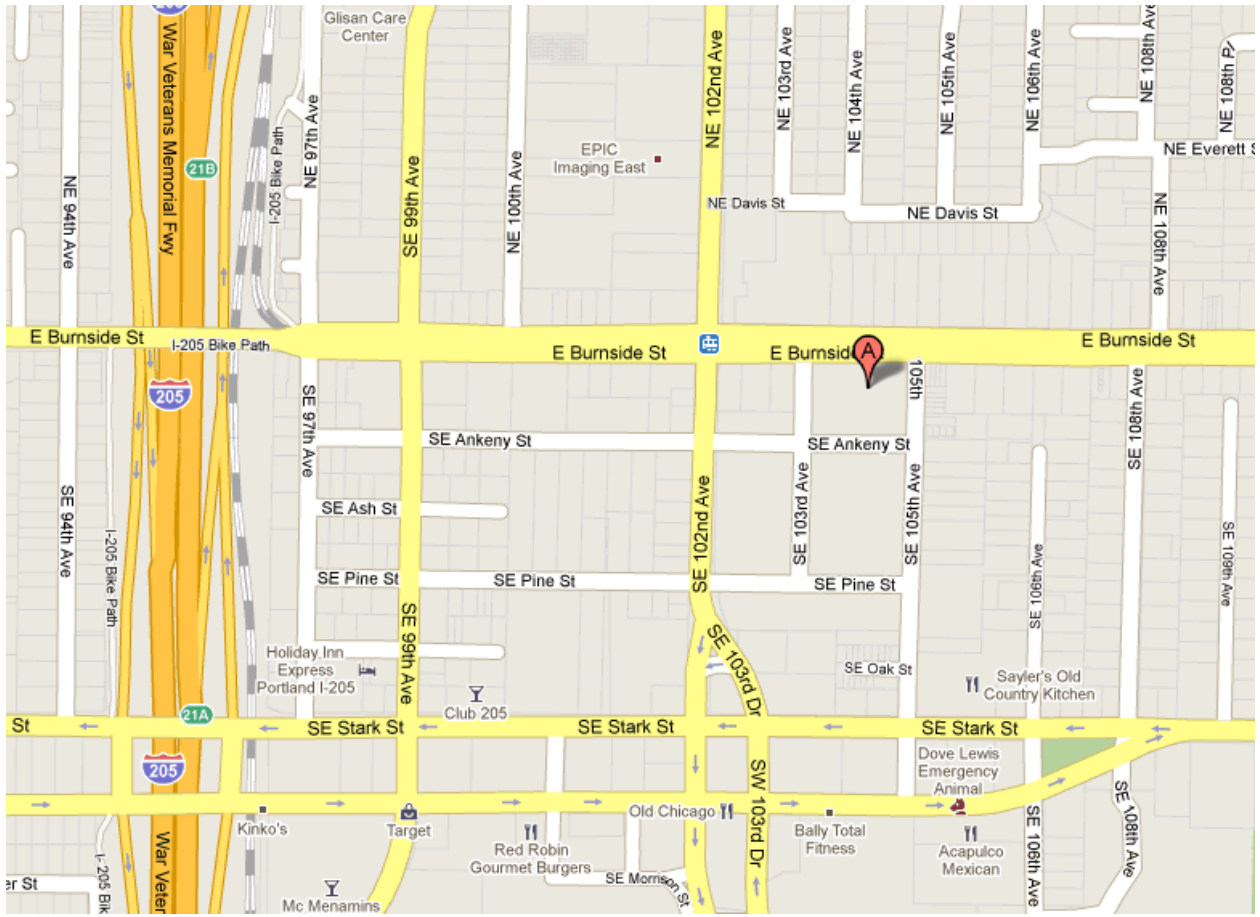 War Veterans Memorial Fwy
Glisan Care
Center
21B
I-205 Bike Path
NE 94th Ave
NE 97th Ave
SE 99th Ave
NE 100th Ave
EPIC
Imaging East
NE 102nd Ave
NE 103rd Ave
NE 104th Ave
NE 105th Ave
NE 106th Ave
NE 108th Ave
NE 108th Pl
NE Everett S
NE Davis St
NE Davis St
NE 108th Ave
E Burnside St
I-205 Bike Path
E Burnside St
E Burnside
A
E Burnside St
205
SE 97th Ave
105th
SE 108th Ave
SE Ankeny St
SE Ankeny St
SE 94th Ave
I-205 Bike Path
SE Ash St
SE 102nd Ave
SE 103rd Ave
SE 105th Ave
SE 106th Ave
SE 109th Ave
SE Pine St
SE Pine St
SE Pine St
SE 99th Ave
SE 103rd Dr
Holiday Inn
Express
Portland I-205
Club 205
SE Oak St
Sayler's Old
Country Kitchen
21A
St
SE Stark St
SE Stark St
SE Stark St
205
Dove Lewis
Emergency
Animal
Kinko's
Target
Old Chicago
SW 103rd Dr
Bally Total
Fitness
Acapulco
Mexican
SE 106th Ave
SE 108th Ave
Red Robin
Gourmet Burgers
SE Morrison St
er St
I-205 Bik
War Veter
Mc Menamins